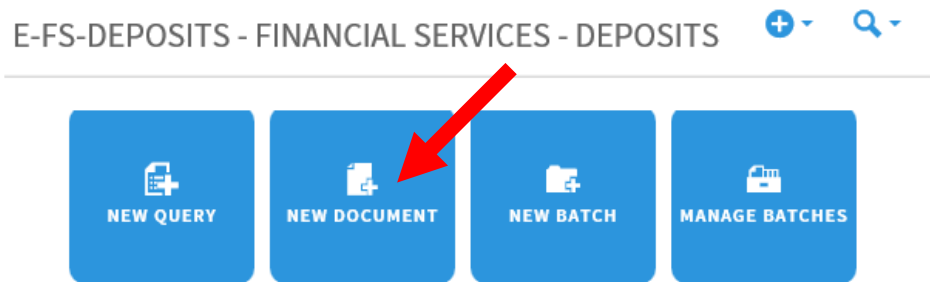 E-FS-DEPOSITS - FINANCIAL SERVICES - DEPOSITS
NEW QUERY
NEW DOCUMENT
NEW BATCH
MANAGE BATCHES